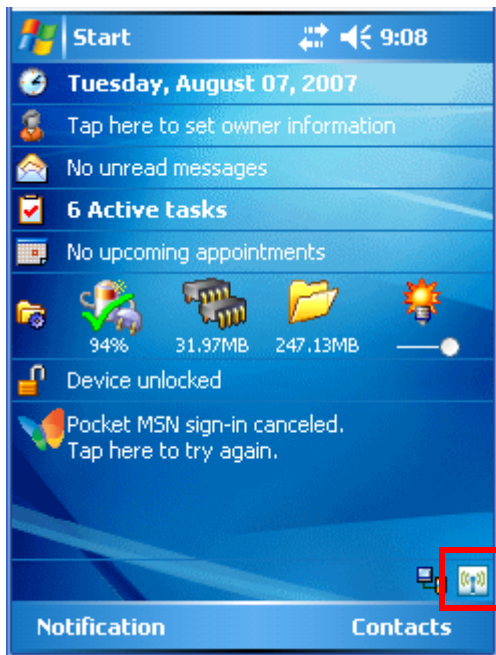 Start 9:08
Tuesday, August 07, 2007
Tap here to set owner information
No unread messages
6 Active tasks
No upcoming appointments
94% 31.97MB 247.13MB
Device unlocked
Pocket MSN sign-in canceled.
Tap here to try again.
Notification Contacts